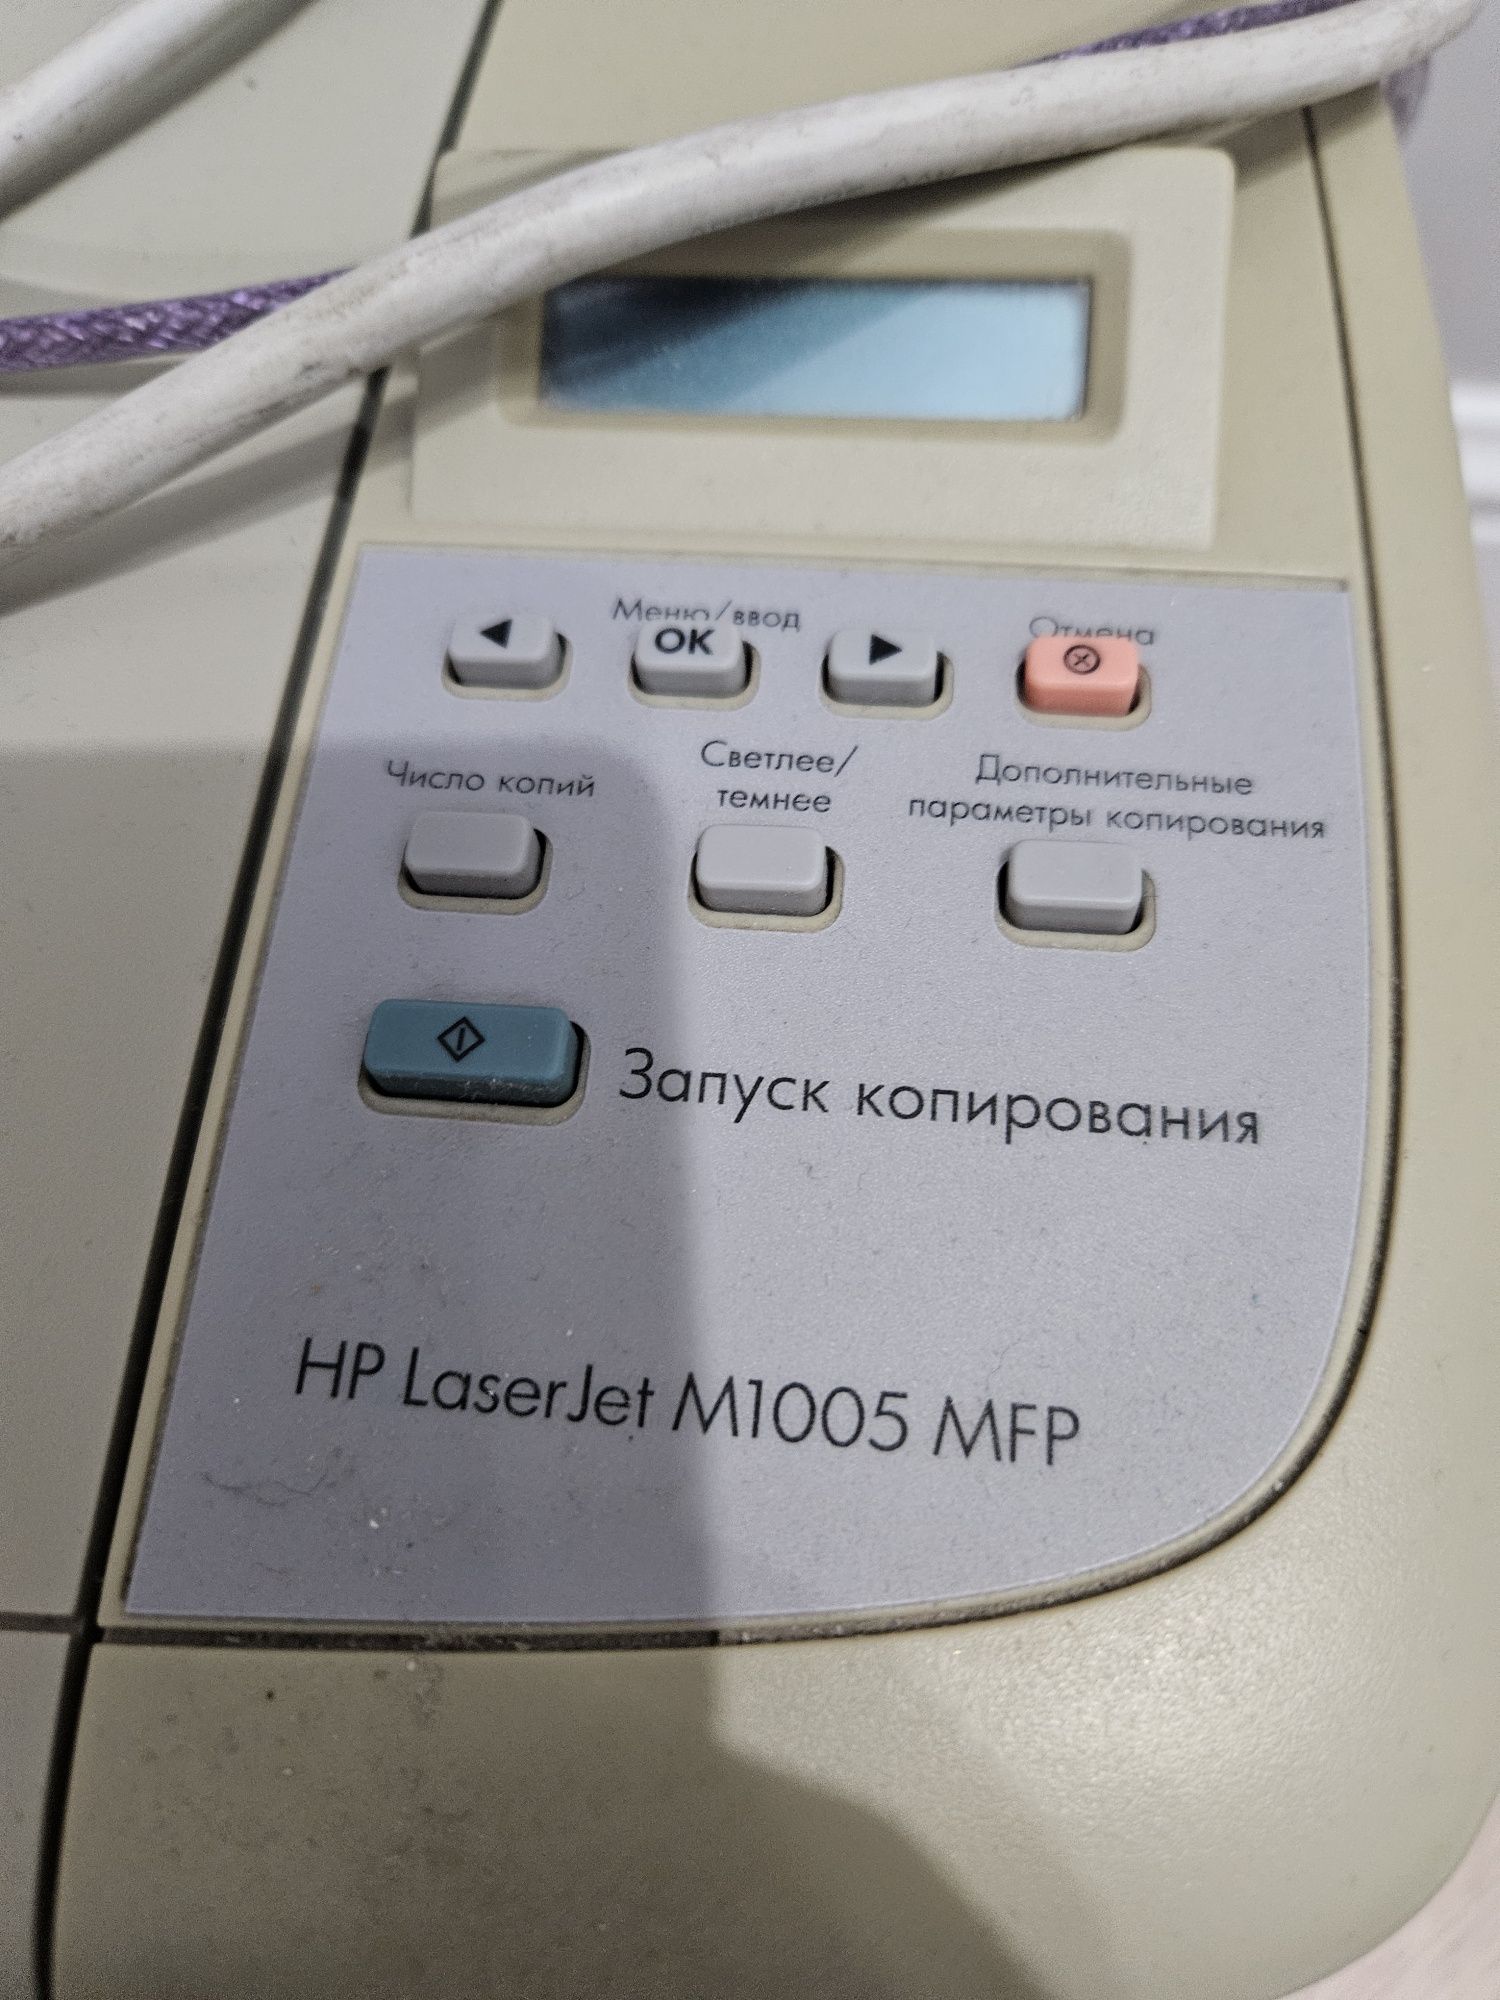 Меню/ввод
OK
Отмена
Число копий
Светлее/
темнее
Дополнительные
параметры копирования
Запуск копирования
HP LaserJet M1005 MFP